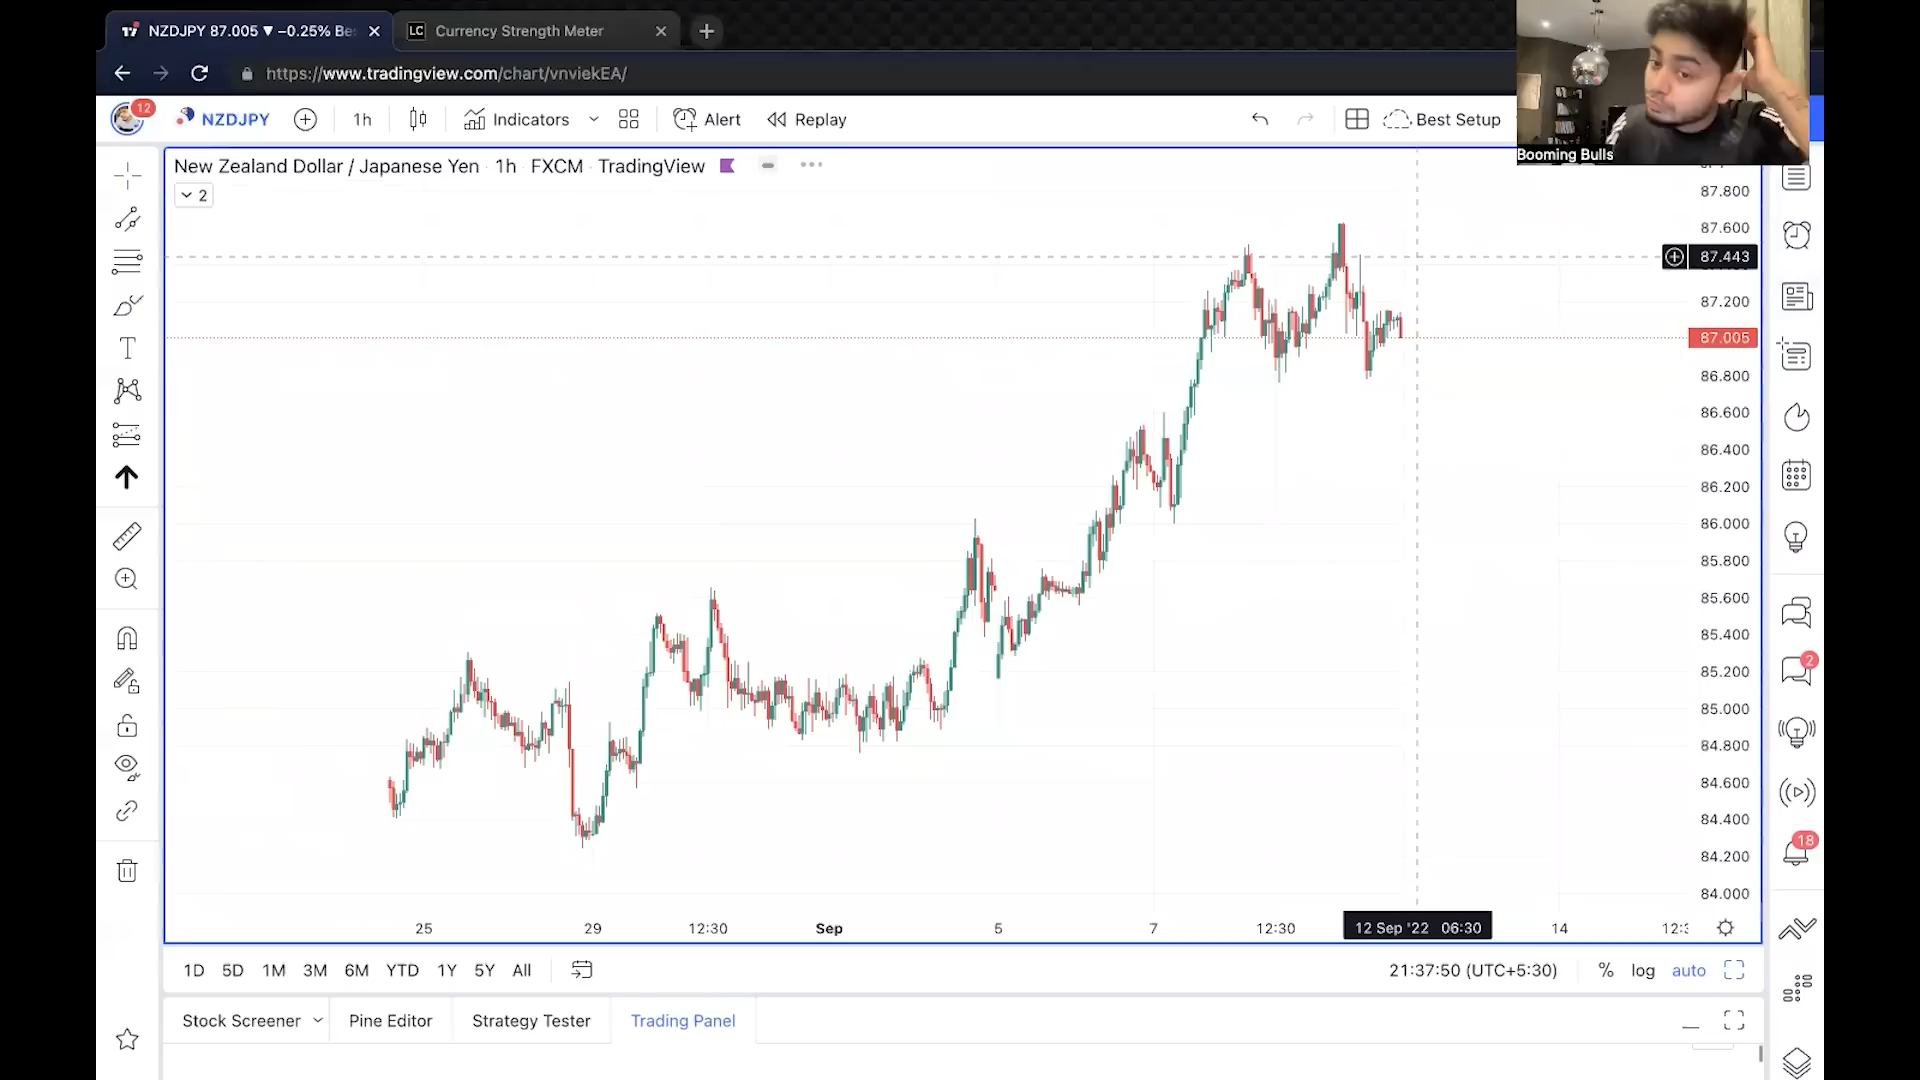 NZDJPY 87.005 ▼ −0.25% Be
LC Currency Strength Meter
https://www.tradingview.com/chart/vnviekEA/
12
NZDJPY
1h
Indicators
Alert
Replay
Best Setup
Booming Bulls
New Zealand Dollar / Japanese Yen · 1h · FXCM · TradingView
2
87.800
87.600
87.443
87.200
87.005
86.800
86.600
86.400
86.200
86.000
85.800
85.600
85.400
85.200
85.000
84.800
84.600
84.400
84.200
84.000
2
18
25 29 12:30 Sep 5 7 12:30 12 Sep '22 06:30 14 12:3
1D 5D 1M 3M 6M YTD 1Y 5Y All
21:37:50 (UTC+5:30) % log auto
Stock Screener Pine Editor Strategy Tester Trading Panel